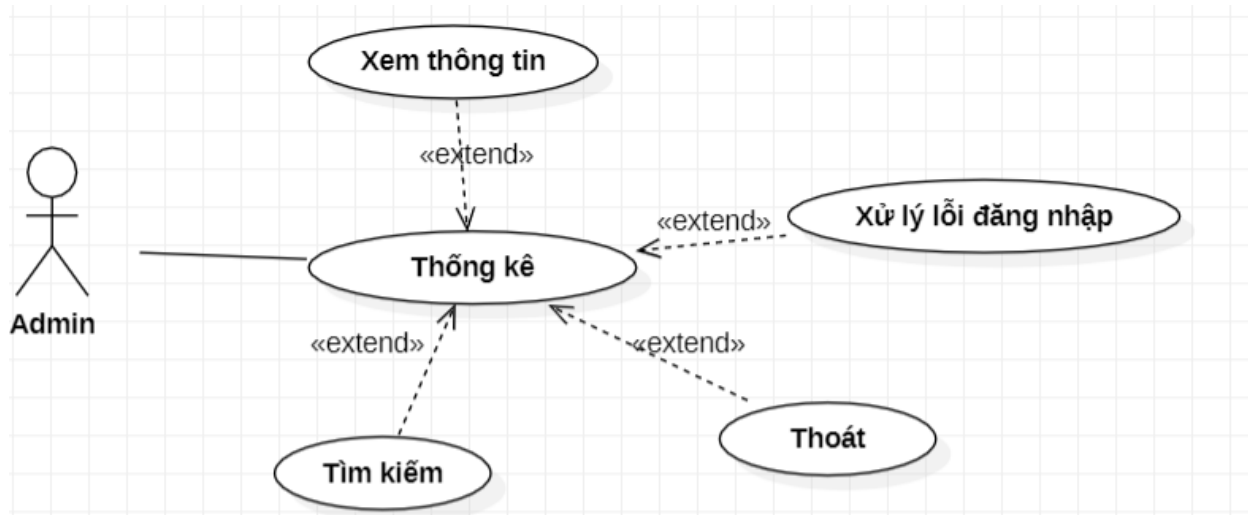 Xem thông tin
«extend»
Xử lý lỗi đăng nhập
«extend»
Thống kê
Admin
«extend»
«extend»
Thoát
Tìm kiếm